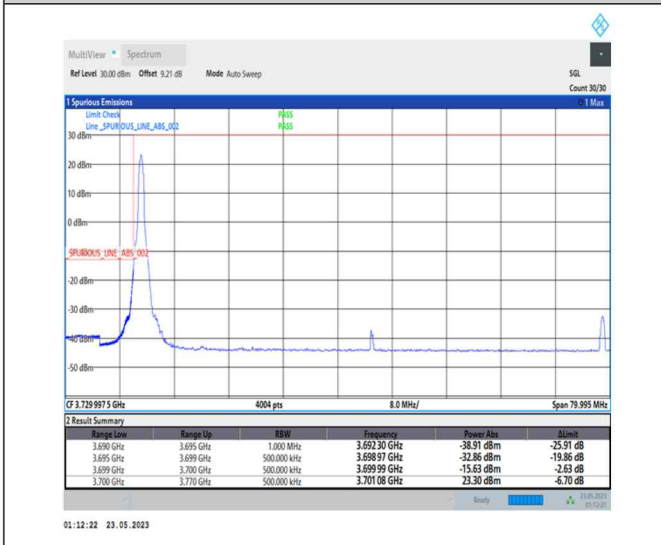 MultiView Spectrum
Ref Level 30.00 dBm Offset 9.21 dB Mode Auto Sweep SGL
Count 30/30
1 Spurious Emissions 1 Max
Limit Check PASS
Line _SPURIOUS_LINE_ABS_002 PASS
30 dBm
20 dBm
10 dBm
0 dBm
_SPURIOUS_LINE_ABS_002
-20 dBm
-30 dBm
-40 dBm
-50 dBm
CF 3.729 997 5 GHz 4004 pts 8.0 MHz/ Span 79.995 MHz
2 Result Summary
Range Low Range Up RBW Frequency Power Abs ΔLimit
3.690 GHz 3.695 GHz 1.000 MHz 3.692 30 GHz -38.91 dBm -25.91 dB
3.695 GHz 3.699 GHz 500.000 kHz 3.698 97 GHz -32.86 dBm -19.86 dB
3.699 GHz 3.700 GHz 500.000 kHz 3.699 99 GHz -15.63 dBm -2.63 dB
3.700 GHz 3.770 GHz 500.000 kHz 3.701 08 GHz 23.30 dBm -6.70 dB
Ready 23.05.2023
01:12:21
01:12:22 23.05.2023